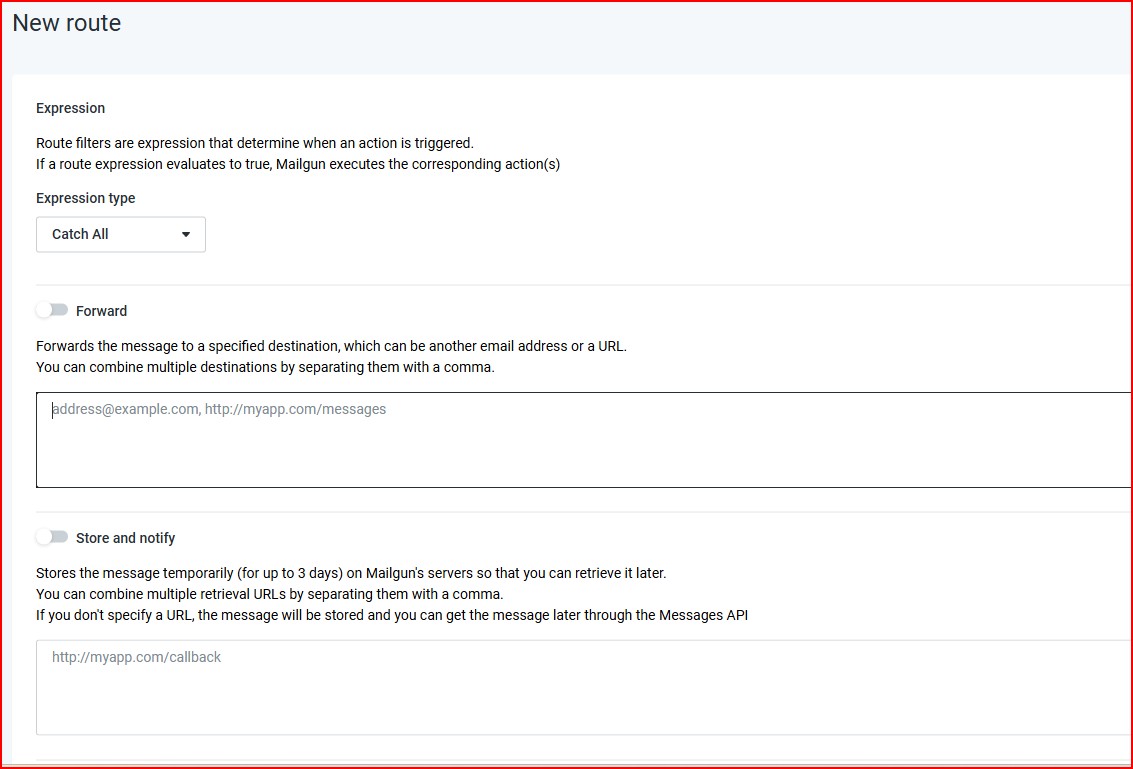 New route
Expression
Route filters are expression that determine when an action is triggered.
If a route expression evaluates to true, Mailgun executes the corresponding action(s)
Expression type
Catch All
Forward
Forwards the message to a specified destination, which can be another email address or a URL.
You can combine multiple destinations by separating them with a comma.
address@example.com, http://myapp.com/messages
Store and notify
Stores the message temporarily (for up to 3 days) on Mailgun's servers so that you can retrieve it later.
You can combine multiple retrieval URLs by separating them with a comma.
If you don't specify a URL, the message will be stored and you can get the message later through the Messages API
http://myapp.com/callback